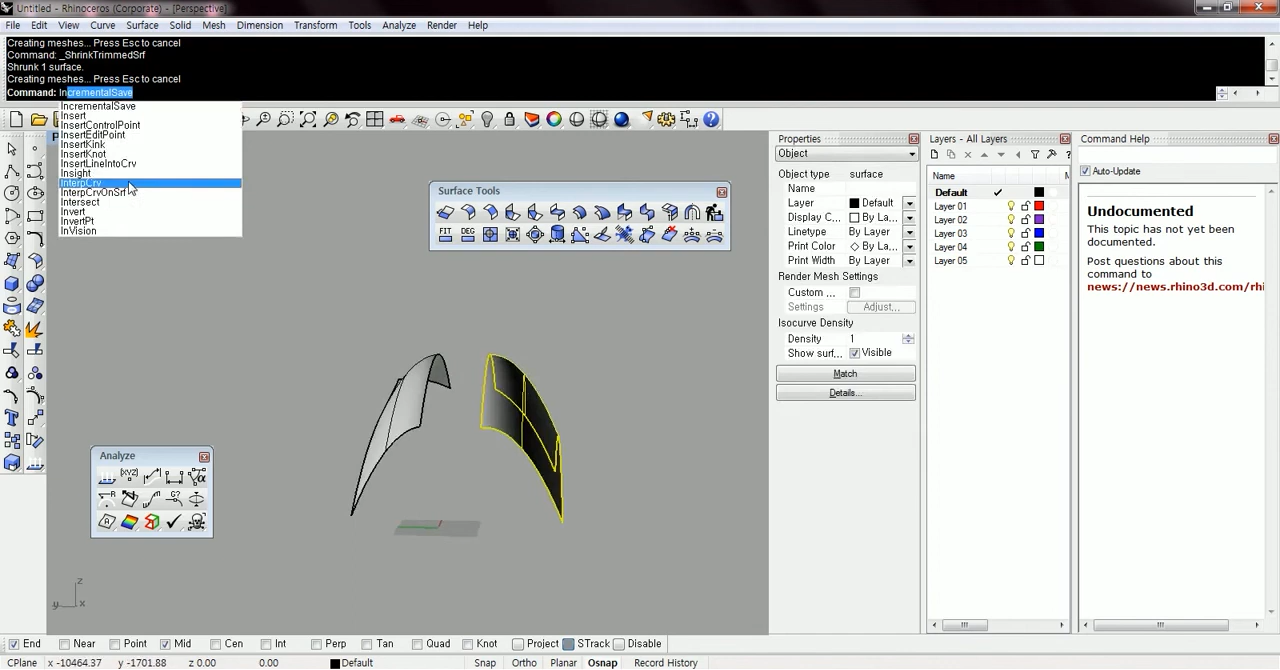 Untitled - Rhinoceros (Corporate) - [Perspective]
File Edit View Curve Surface Solid Mesh Dimension Transform Tools Analyze Render Help
Creating meshes... Press Esc to cancel
Command: _ShrinkTrimmedSrf
Shrunk 1 surface.
Creating meshes... Press Esc to cancel
Command: IncrementalSave
IncrementalSave
Insert
InsertControlPoint
InsertEditPoint
InsertKink
InsertKnot
InsertLineIntoCrv
Insight
InterpCrv
InterpCrvOnSrf
Intersect
Invert
InvertPt
InVision
Surface Tools
FIT DEG
Analyze
Properties
Object
Object type surface
Name
Layer Default
Display C... By La...
Linetype By Layer
Print Color By La...
Print Width By Layer
Render Mesh Settings
Custom ...
Settings Adjust...
Isocurve Density
Density 1
Show surf... Visible
Match
Details...
Layers - All Layers
Name M
Default
Layer 01
Layer 02
Layer 03
Layer 04
Layer 05
Command Help
Auto-Update
Undocumented
This topic has not yet been
documented.
Post questions about this
command to
news://news.rhino3d.com/rhi
z
y x
End Near Point Mid Cen Int Perp Tan Quad Knot Project STrack Disable
CPlane x -10464.37 y -1701.88 z 0.00 0.00 Default Snap Ortho Planar Osnap Record History